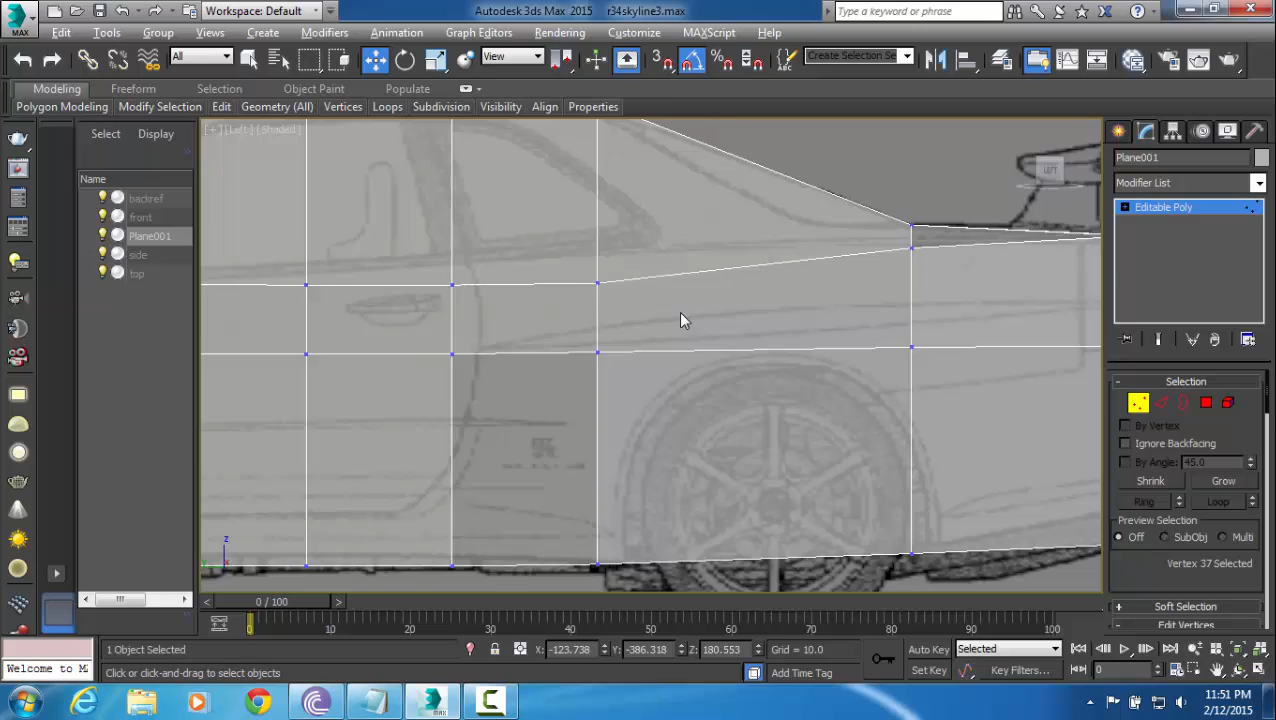 Workspace: Default
Autodesk 3ds Max 2015 r34skyline3.max
Type a keyword or phrase
MAX
Edit Tools Group Views Create Modifiers Animation Graph Editors Rendering Customize MAXScript Help
All View 3 Create Selection Se
Modeling Freeform Selection Object Paint Populate
Polygon Modeling Modify Selection Edit Geometry (All) Vertices Loops Subdivision Visibility Align Properties
[+] [Left] [Shaded]
Select Display
LEFT
Name
backref
front
Plane001
side
top
Plane001
Modifier List
Editable Poly
Selection
By Vertex
Ignore Backfacing
By Angle: 45.0
Shrink Grow
Ring Loop
Preview Selection
Off SubObj Multi
Vertex 37 Selected
Soft Selection
Edit Vertices
z
0 / 100
0 10 20 30 40 50 60 70 80 90 100
1 Object Selected X: -123.738 Y: -386.318 Z: 180.553 Grid = 10.0 Auto Key Selected
Welcome to M Click or click-and-drag to select objects Add Time Tag Set Key Key Filters... 0
11:51 PM
2/12/2015